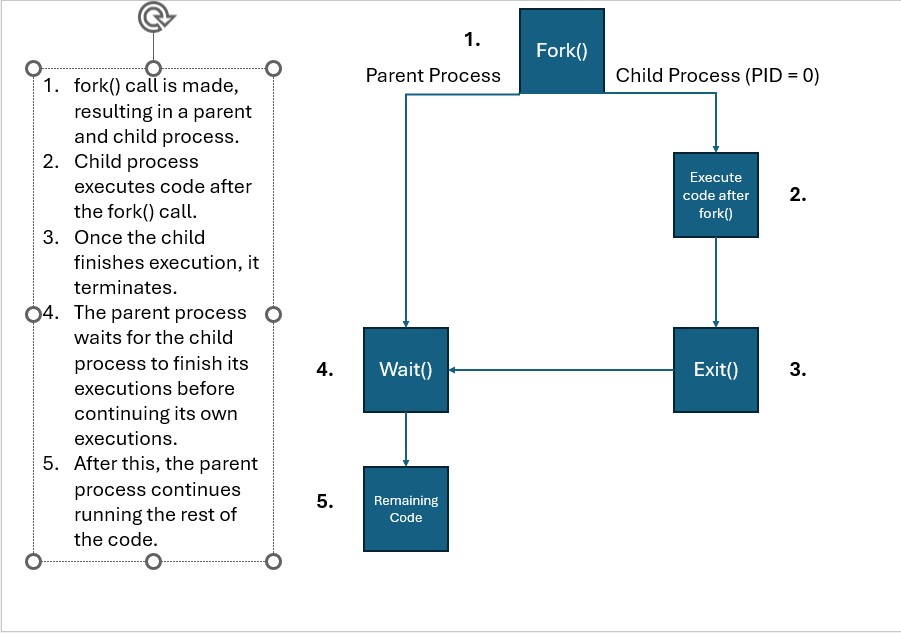 1. fork() call is made,
resulting in a parent
and child process.
2. Child process
executes code after
the fork() call.
3. Once the child
finishes execution, it
terminates.
4. The parent process
waits for the child
process to finish its
executions before
continuing its own
executions.
5. After this, the parent
process continues
running the rest of
the code.
1.
Fork()
Parent Process
Child Process (PID = 0)
Execute
code after
fork()
2.
4.
Wait()
Exit()
3.
5.
Remaining
Code